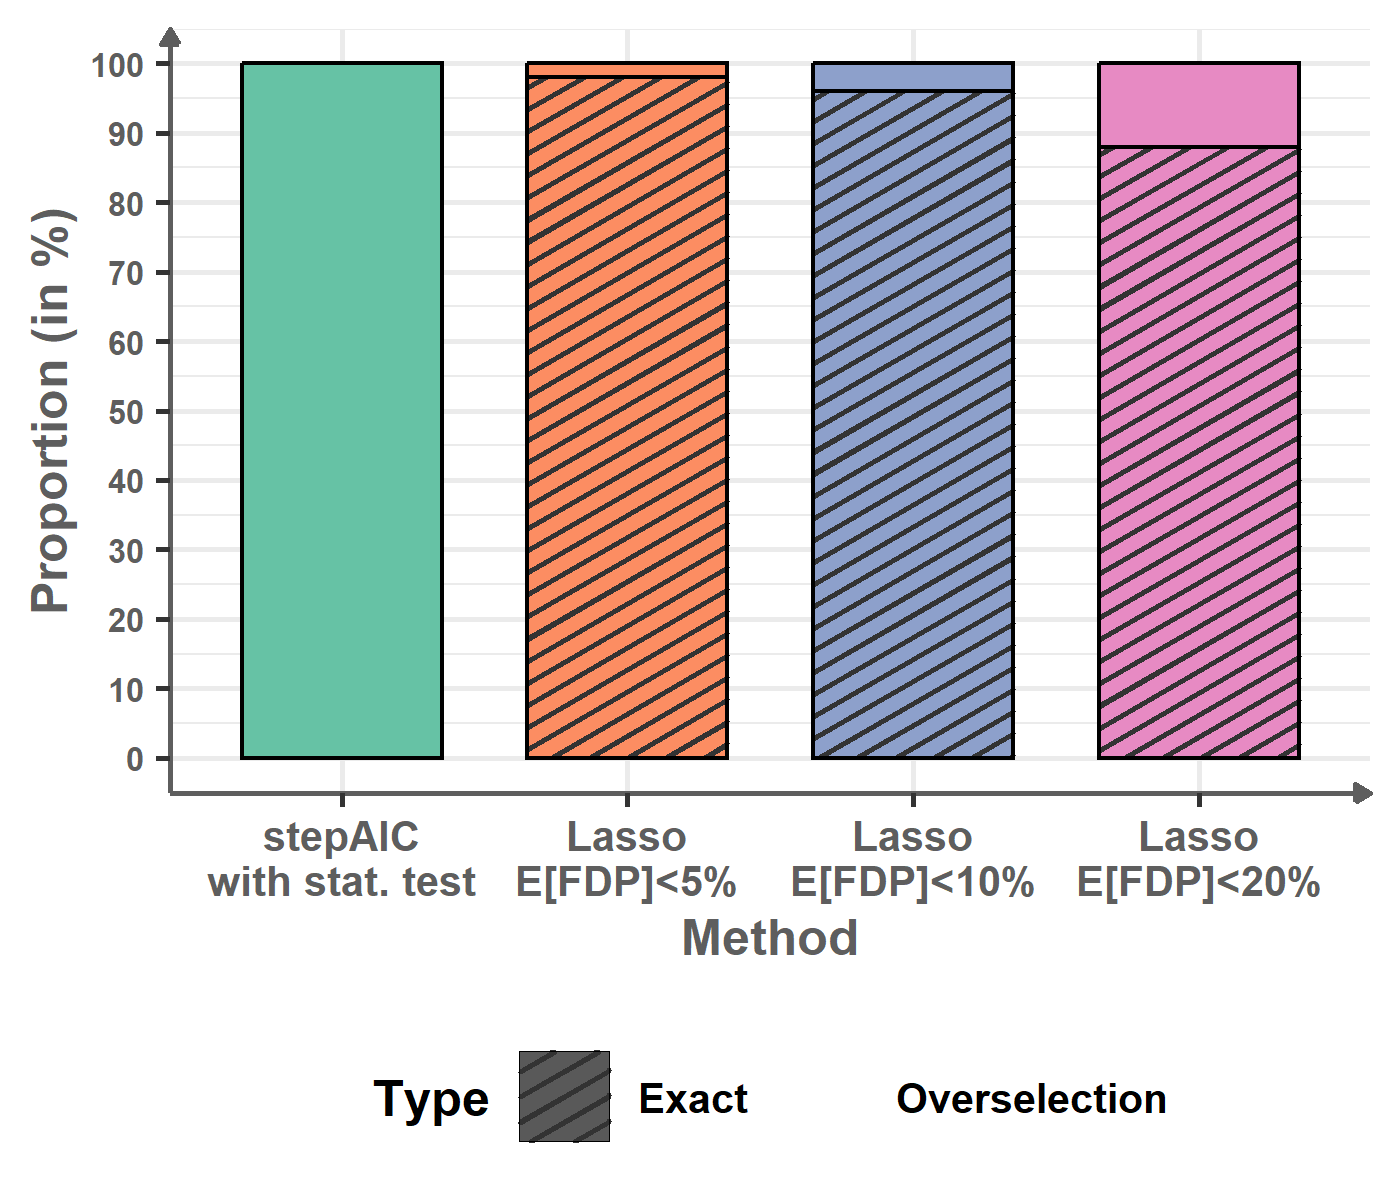 Proportion (in %)
100
90
80
70
60
50
40
30
20
10
0
stepAIC
with stat. test
Lasso
E[FDP]<5%
Lasso
E[FDP]<10%
Lasso
E[FDP]<20%
Method
Type
Exact
Overselection